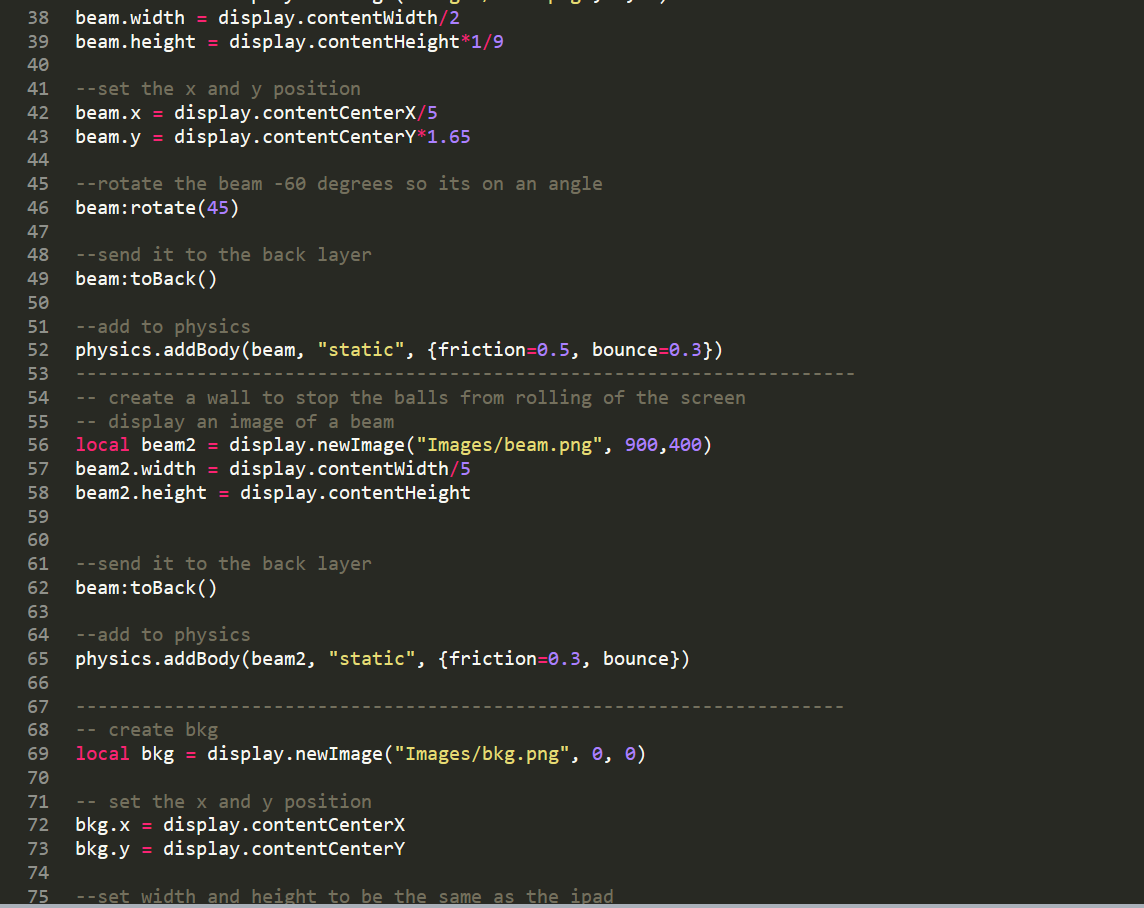 38 beam.width = display.contentWidth/2
39 beam.height = display.contentHeight*1/9
40
41 --set the x and y position
42 beam.x = display.contentCenterX/5
43 beam.y = display.contentCenterY*1.65
44
45 --rotate the beam -60 degrees so its on an angle
46 beam:rotate(45)
47
48 --send it to the back layer
49 beam:toBack()
50
51 --add to physics
52 physics.addBody(beam, "static", {friction=0.5, bounce=0.3})
53 -----------------------------------------------------------------------
54 -- create a wall to stop the balls from rolling of the screen
55 -- display an image of a beam
56 local beam2 = display.newImage("Images/beam.png", 900,400)
57 beam2.width = display.contentWidth/5
58 beam2.height = display.contentHeight
59
60
61 --send it to the back layer
62 beam:toBack()
63
64 --add to physics
65 physics.addBody(beam2, "static", {friction=0.3, bounce})
66
67 ----------------------------------------------------------------------
68 -- create bkg
69 local bkg = display.newImage("Images/bkg.png", 0, 0)
70
71 -- set the x and y position
72 bkg.x = display.contentCenterX
73 bkg.y = display.contentCenterY
74
75 --set width and height to be the same as the ipad